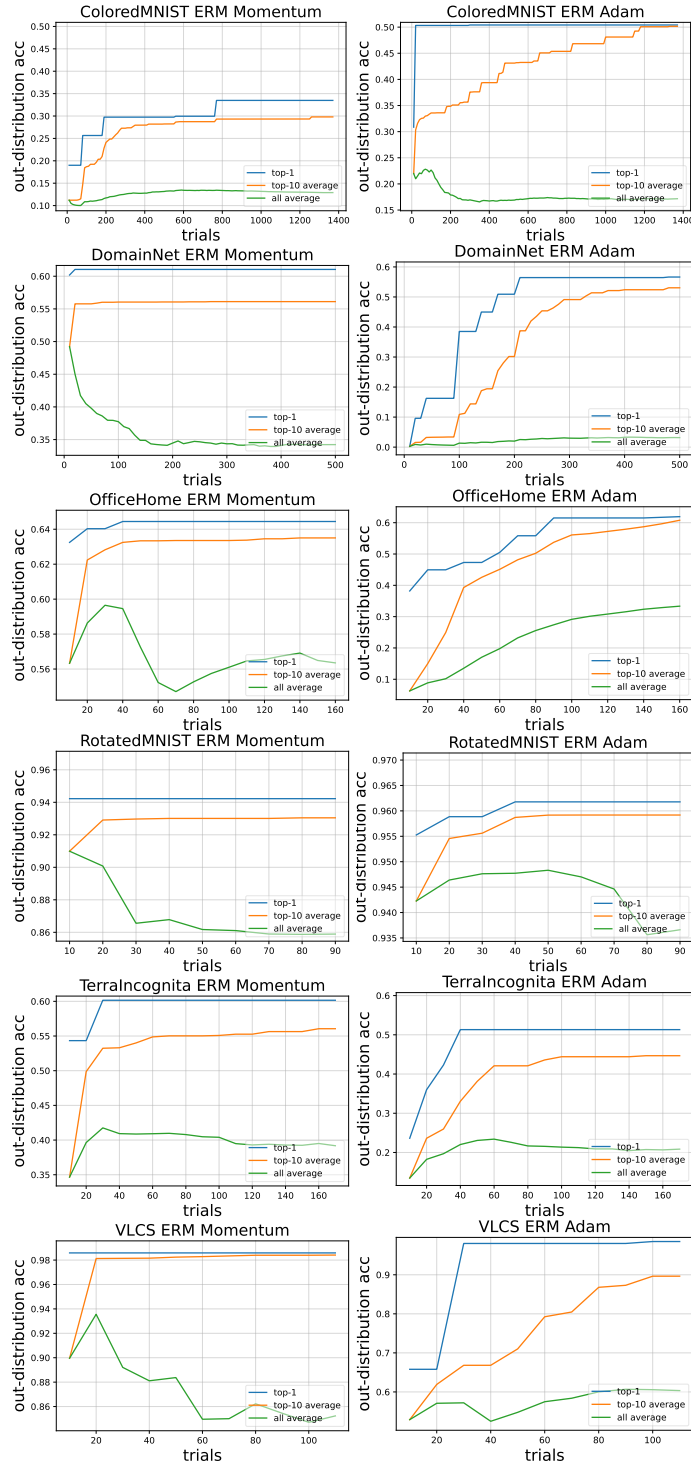 ColoredMNIST ERM Momentum
out-distribution acc
0.50
0.45
0.40
0.35
0.30
0.25
0.20
0.15
0.10
top-1
top-10 average
all average
0 200 400 600 800 1000 1200 1400
trials
ColoredMNIST ERM Adam
out-distribution acc
0.50
0.45
0.40
0.35
0.30
0.25
0.20
0.15
top-1
top-10 average
all average
0 200 400 600 800 1000 1200 1400
trials
DomainNet ERM Momentum
out-distribution acc
0.60
0.55
0.50
0.45
0.40
0.35
top-1
top-10 average
all average
0 100 200 300 400 500
trials
DomainNet ERM Adam
out-distribution acc
0.6
0.5
0.4
0.3
0.2
0.1
0.0
top-1
top-10 average
all average
0 100 200 300 400 500
trials
OfficeHome ERM Momentum
out-distribution acc
0.64
0.62
0.60
0.58
0.56
top-1
top-10 average
all average
20 40 60 80 100 120 140 160
trials
OfficeHome ERM Adam
out-distribution acc
0.6
0.5
0.4
0.3
0.2
0.1
top-1
top-10 average
all average
20 40 60 80 100 120 140 160
trials
RotatedMNIST ERM Momentum
out-distribution acc
0.96
0.94
0.92
0.90
0.88
0.86
top-1
top-10 average
all average
10 20 30 40 50 60 70 80 90
trials
RotatedMNIST ERM Adam
out-distribution acc
0.970
0.965
0.960
0.955
0.950
0.945
0.940
0.935
top-1
top-10 average
all average
10 20 30 40 50 60 70 80 90
trials
TerraIncognita ERM Momentum
out-distribution acc
0.60
0.55
0.50
0.45
0.40
0.35
top-1
top-10 average
all average
20 40 60 80 100 120 140 160
trials
TerraIncognita ERM Adam
out-distribution acc
0.6
0.5
0.4
0.3
0.2
top-1
top-10 average
all average
20 40 60 80 100 120 140 160
trials
VLCS ERM Momentum
out-distribution acc
0.98
0.96
0.94
0.92
0.90
0.88
0.86
top-1
top-10 average
all average
20 40 60 80 100
trials
VLCS ERM Adam
out-distribution acc
0.9
0.8
0.7
0.6
top-1
top-10 average
all average
20 40 60 80 100
trials